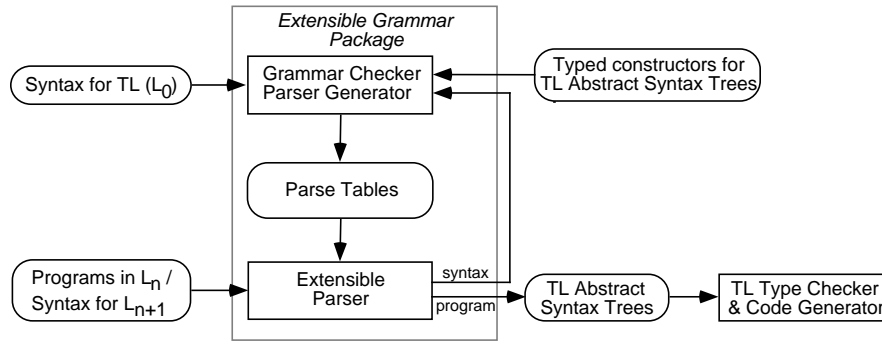 Extensible Grammar
Package
Syntax for TL (L0)
Grammar Checker
Parser Generator
Typed constructors for
TL Abstract Syntax Trees
Parse Tables
Programs in Ln /
Syntax for Ln+1
Extensible
Parser
syntax
program
TL Abstract
Syntax Trees
TL Type Checker
& Code Generator